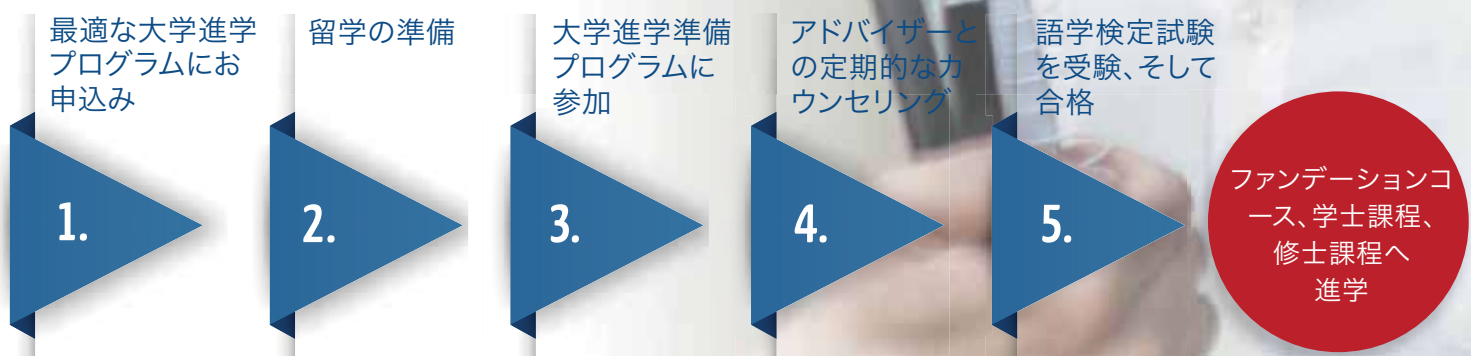 最適な大学進学
プログラムにお
申込み
1.
留学の準備
2.
大学進学準備
プログラムに
参加
3.
アドバイザーと
の定期的なカ
ウンセリング
4.
語学検定試験
を受験、そして
合格
5.
ファンデーションコ
ース、学士課程、
修士課程へ
進学